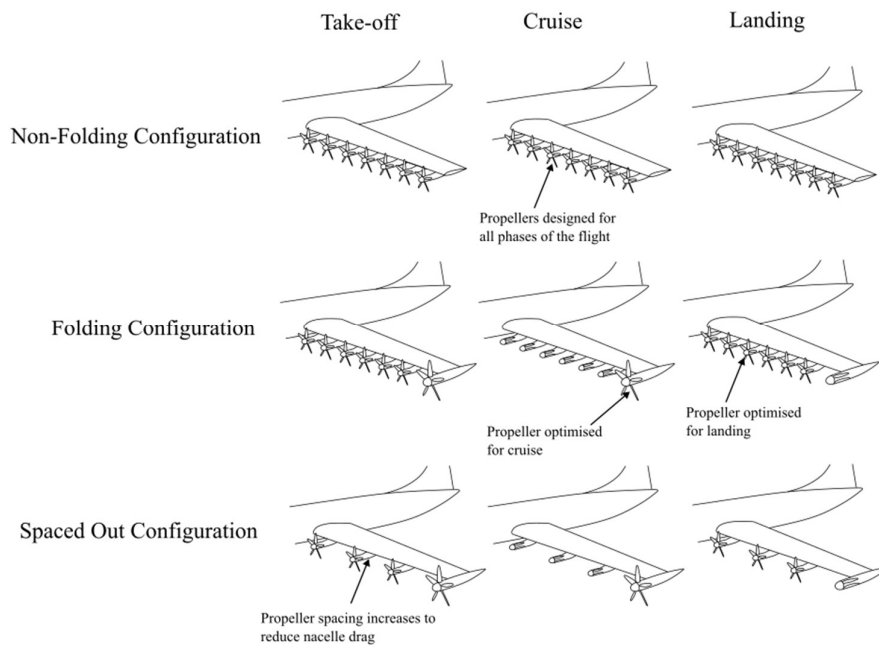 Take-off
Cruise
Landing
Non-Folding Configuration
Propellers designed for
all phases of the flight
Folding Configuration
Propeller optimised
for cruise
Propeller optimised
for landing
Spaced Out Configuration
Propeller spacing increases to
reduce nacelle drag